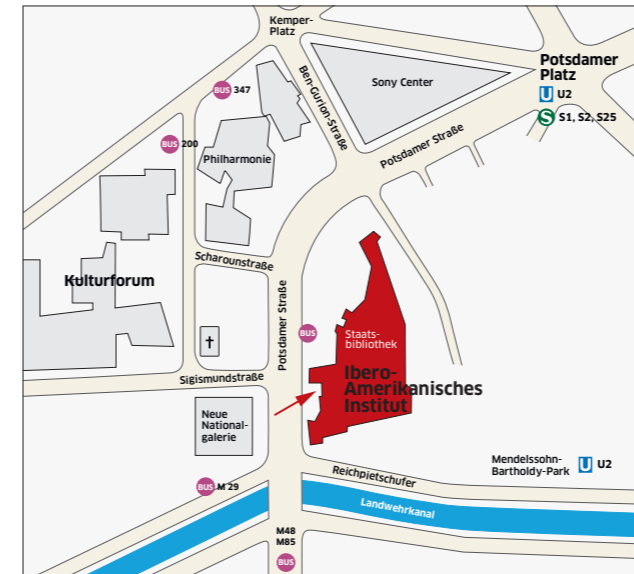 Kemper-
Platz
Potsdamer
Platz
U U2
S S1, S2, S25
Sony Center
Ben-Gurion-Straße
BUS 347
BUS 200
Philharmonie
Potsdamer Straße
Scharounstraße
Kulturforum
Potsdamer Straße
BUS
Staats-
bibliothek
Ibero-
Amerikanisches
Institut
Sigismundstraße
Neue
National-
galerie
Mendelssohn-
Bartholdy-Park
U U2
Reichpietschufer
BUS M 29
Landwehrkanal
M48
M85
BUS